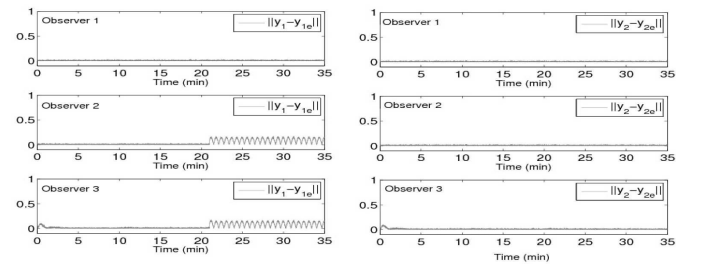 Observer 1 ||y1–y1e||
1
0.5
0
0 5 10 15 20 25 30 35
Time (min)
Observer 2 ||y1–y1e||
1
0.5
0
0 5 10 15 20 25 30 35
Time (min)
Observer 3 ||y1–y1e||
1
0.5
0
0 5 10 15 20 25 30 35
Time (min)
Observer 1 ||y2–y2e||
1
0.5
0
0 5 10 15 20 25 30 35
Time (min)
Observer 2 ||y2–y2e||
1
0.5
0
0 5 10 15 20 25 30 35
Time (min)
Observer 3 ||y2–y2e||
1
0.5
0
0 5 10 15 20 25 30 35
Time (min)